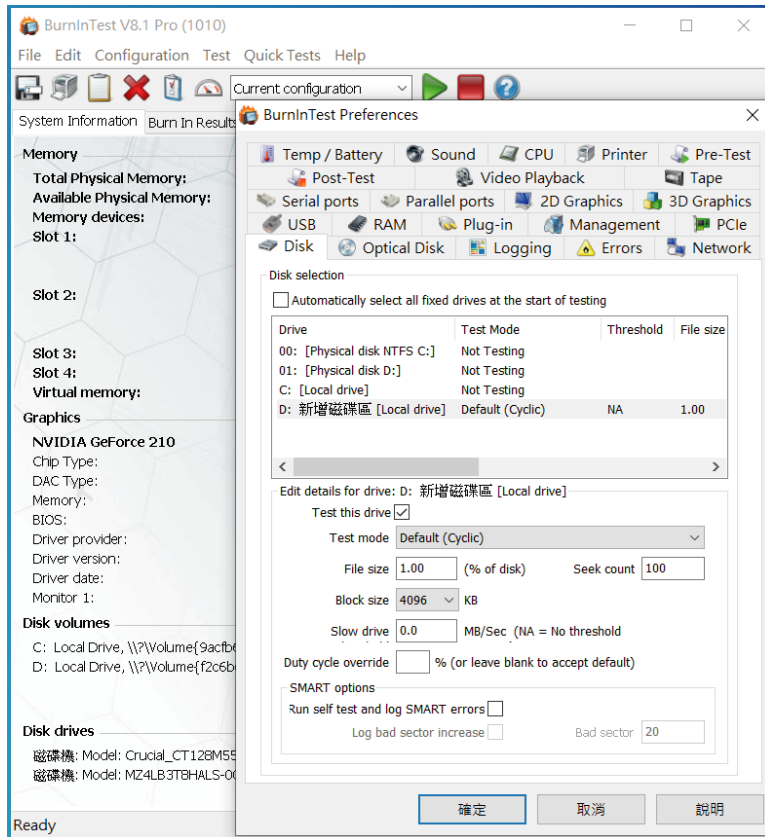 BurnInTest V8.1 Pro (1010)
File Edit Configuration Test Quick Tests Help
Current configuration
System Information Burn In Results
BurnInTest Preferences
Temp / Battery Sound CPU Printer Pre-Test
Post-Test Video Playback Tape
Serial ports Parallel ports 2D Graphics 3D Graphics
USB RAM Plug-in Management PCIe
Disk Optical Disk Logging Errors Network
Memory
Total Physical Memory:
Available Physical Memory:
Memory devices:
Slot 1:
Slot 2:
Slot 3:
Slot 4:
Virtual memory:
Graphics
NVIDIA GeForce 210
Chip Type:
DAC Type:
Memory:
BIOS:
Driver provider:
Driver version:
Driver date:
Monitor 1:
Disk volumes
C: Local Drive, \\?\Volume{9acfb6
D: Local Drive, \\?\Volume{f2c6b
Disk drives
磁碟機: Model: Crucial_CT128M55
磁碟機: Model: MZ4LB3T8HALS-00
Ready
Disk selection
Automatically select all fixed drives at the start of testing
Drive Test Mode Threshold File size
00: [Physical disk NTFS C:] Not Testing
01: [Physical disk D:] Not Testing
C: [Local drive] Not Testing
D: 新增磁碟區 [Local drive] Default (Cyclic) NA 1.00
Edit details for drive: D: 新增磁碟區 [Local drive]
Test this drive
Test mode Default (Cyclic)
File size 1.00 (% of disk) Seek count 100
Block size 4096 KB
Slow drive 0.0 MB/Sec (NA = No threshold
Duty cycle override % (or leave blank to accept default)
SMART options
Run self test and log SMART errors
Log bad sector increase Bad sector 20
確定 取消 說明